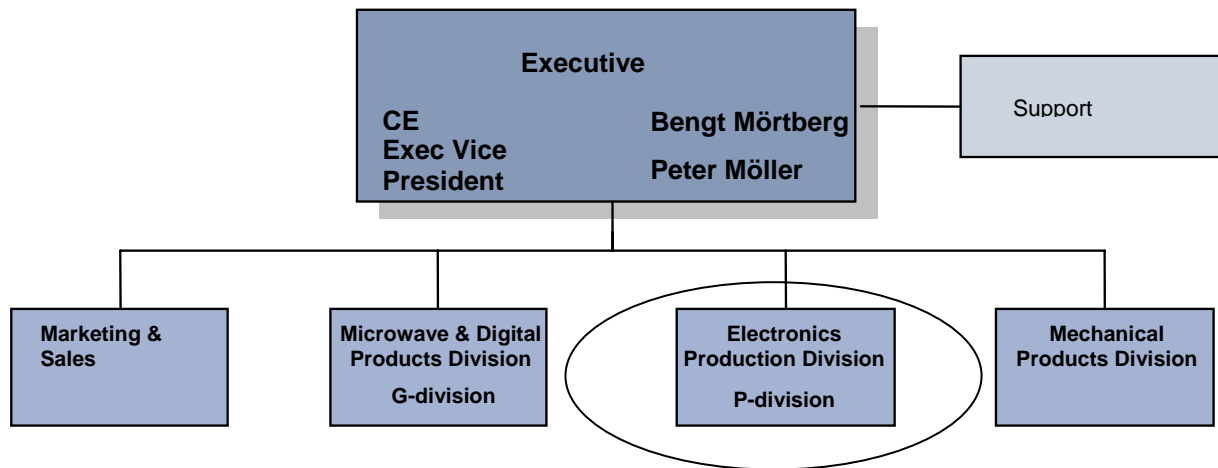 Executive
CE
Exec Vice
President
Bengt Mörtberg
Peter Möller
Support
Marketing &
Sales
Microwave & Digital
Products Division
G-division
Electronics
Production Division
P-division
Mechanical
Products Division